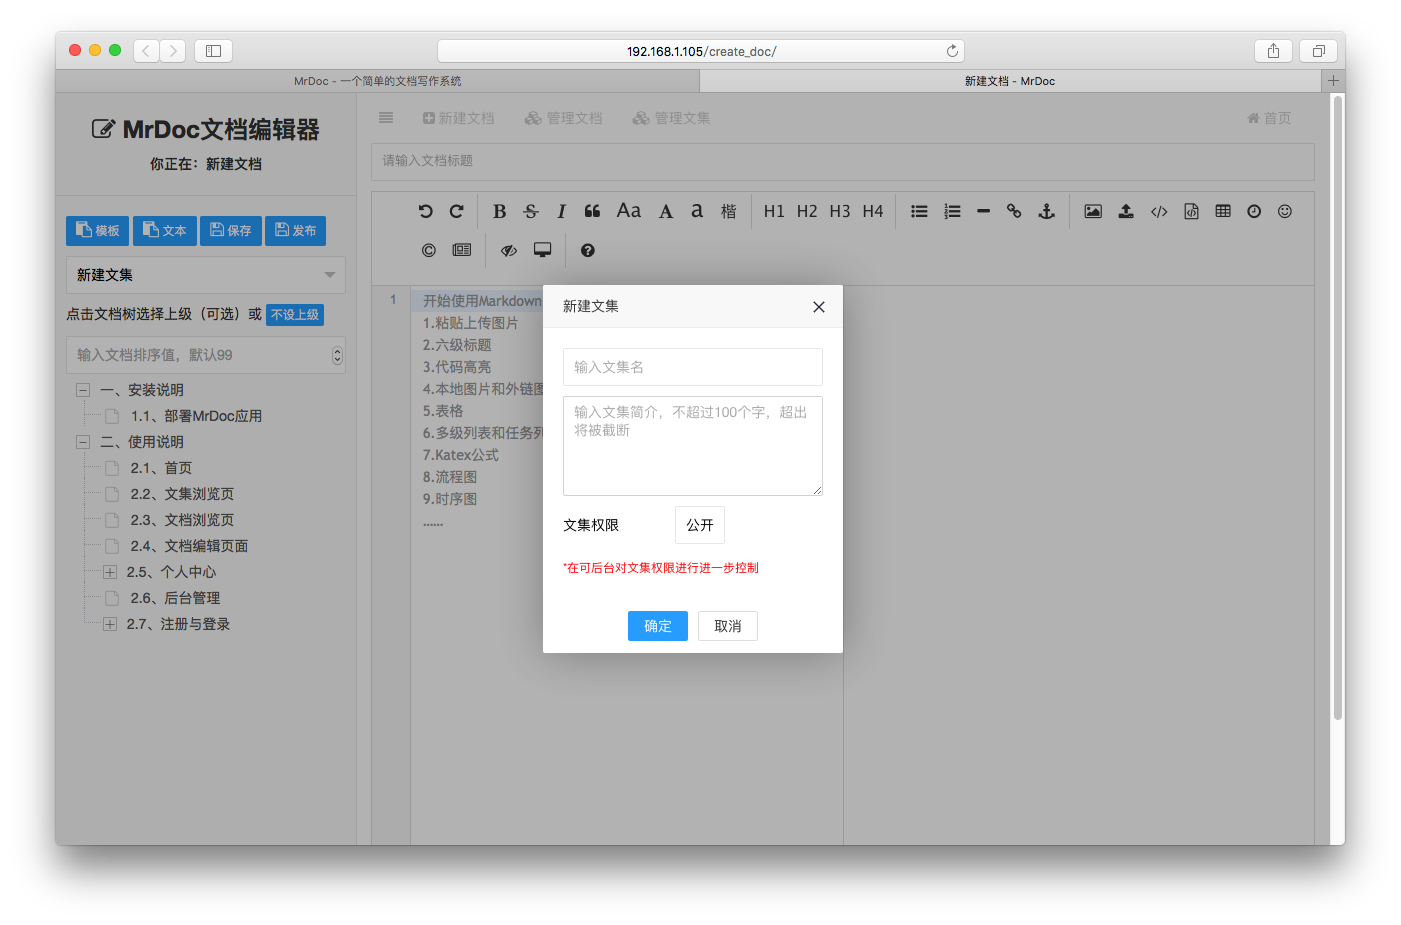 192.168.1.105/create_doc/
MrDoc - 一个简单的文档写作系统
新建文档 - MrDoc
MrDoc文档编辑器
你正在：新建文档
模板 文本 保存 发布
新建文集
点击文档树选择上级（可选）或 不设上级
输入文档排序值，默认99
一、安装说明
1.1、部署MrDoc应用
二、使用说明
2.1、首页
2.2、文集浏览页
2.3、文档浏览页
2.4、文档编辑页面
2.5、个人中心
2.6、后台管理
2.7、注册与登录
新建文档 管理文档 管理文集 首页
请输入文档标题
B S I Aa A a 楷 H1 H2 H3 H4
1
开始使用Markdown
1.粘贴上传图片
2.六级标题
3.代码高亮
4.本地图片和外链图
5.表格
6.多级列表和任务列
7.Katex公式
8.流程图
9.时序图
......
新建文集
输入文集名
输入文集简介，不超过100个字，超出
将被截断
文集权限 公开
*在可后台对文集权限进行进一步控制
确定 取消